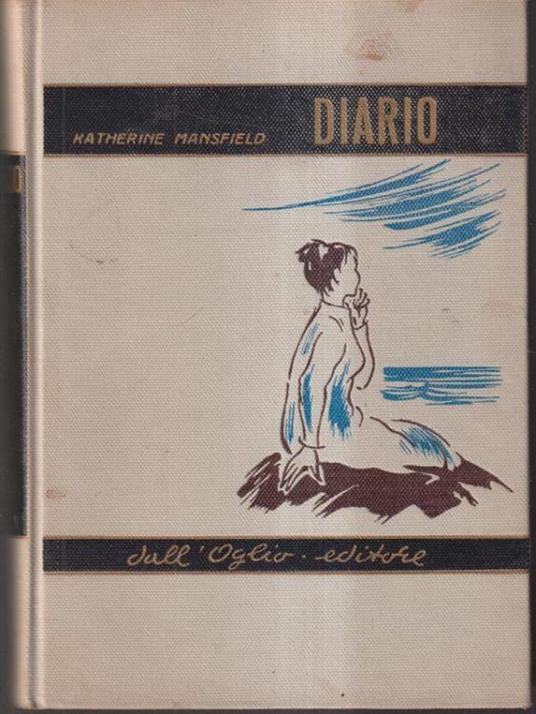 KATHERINE MANSFIELD DIARIO
dall'Oglio · editore